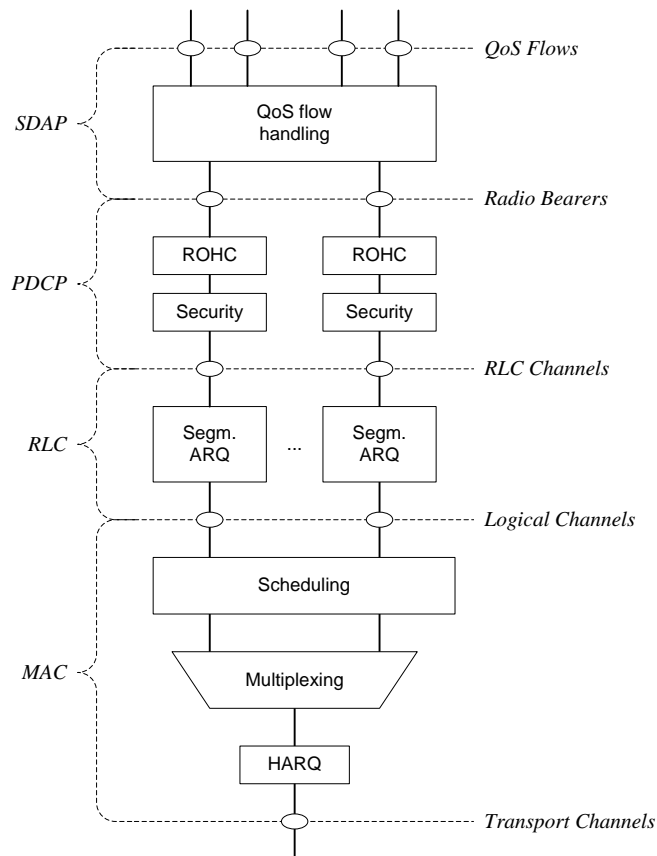 QoS Flows
QoS flow
handling
SDAP
Radio Bearers
ROHC
ROHC
PDCP
Security
Security
RLC Channels
Segm.
ARQ
...
Segm.
ARQ
RLC
Logical Channels
Scheduling
MAC
Multiplexing
HARQ
Transport Channels